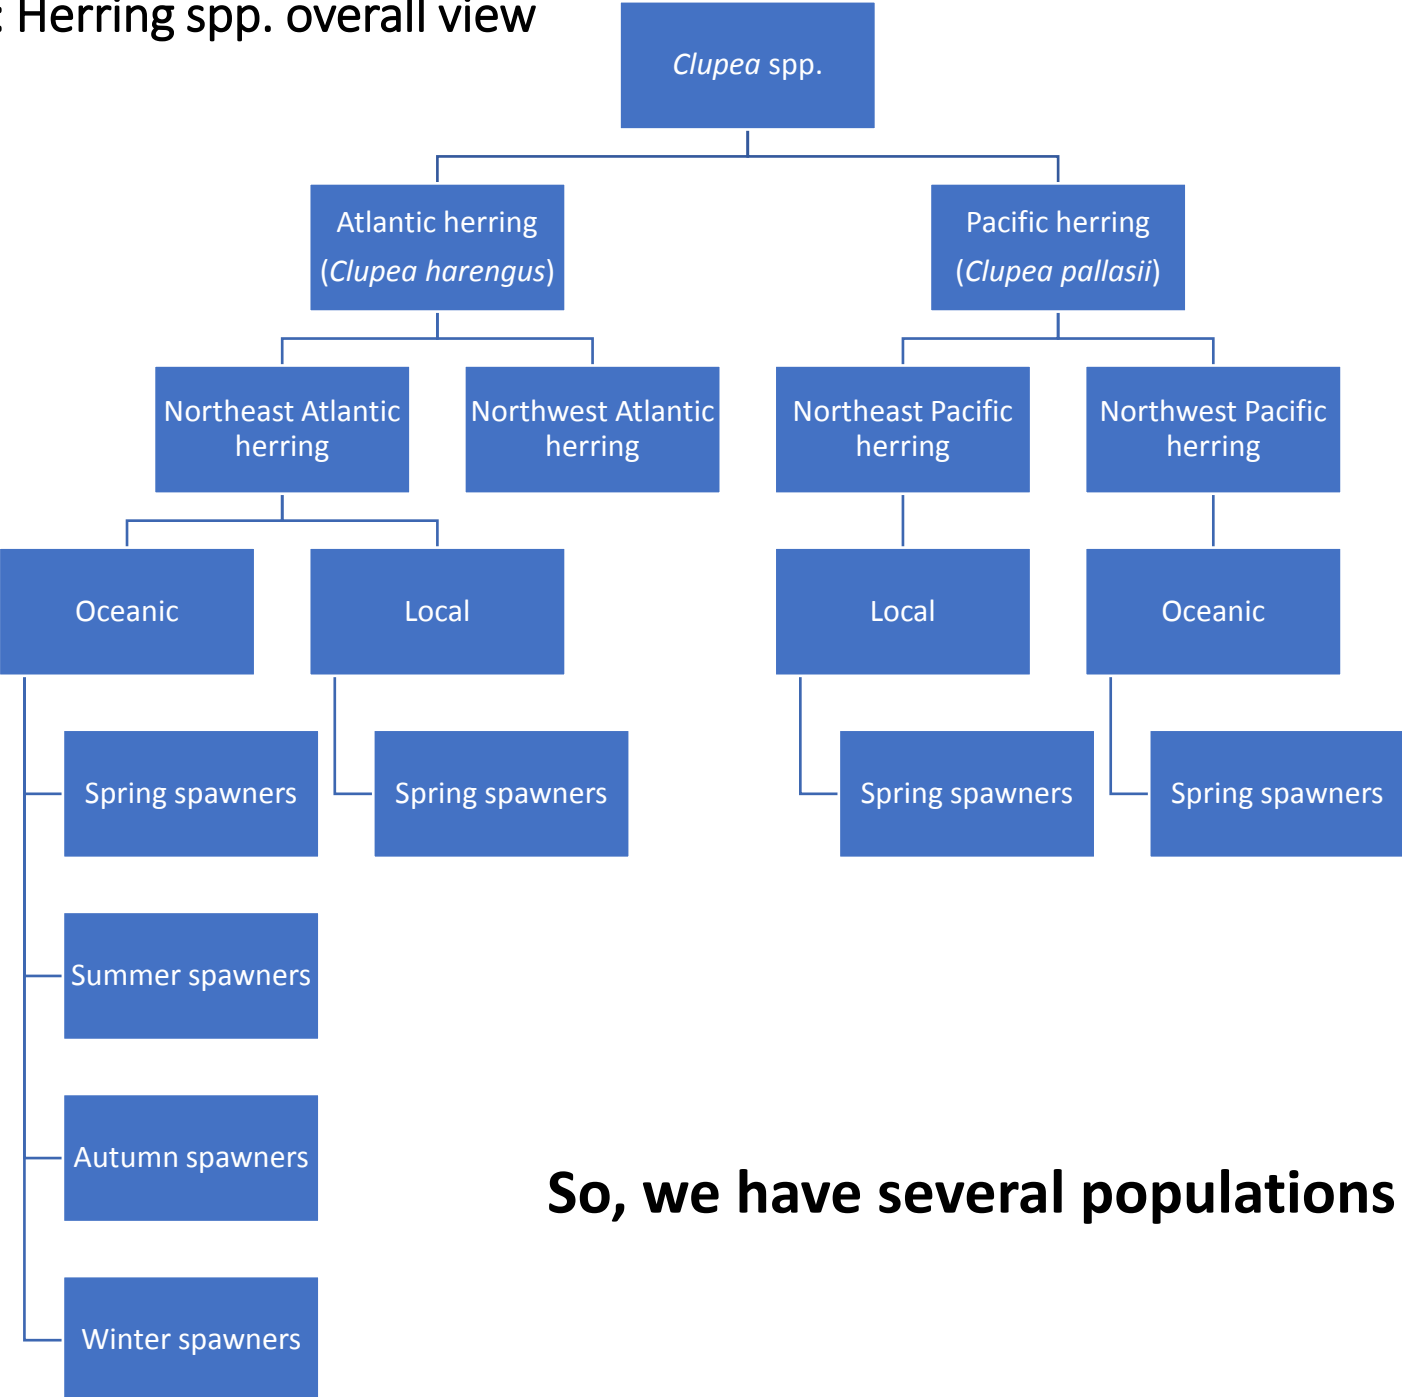 : Herring spp. overall view
Clupea spp.
Atlantic herring
(Clupea harengus)
Pacific herring
(Clupea pallasii)
Northeast Atlantic
herring
Northwest Atlantic
herring
Northeast Pacific
herring
Northwest Pacific
herring
Oceanic
Local
Local
Oceanic
Spring spawners
Spring spawners
Spring spawners
Spring spawners
Summer spawners
Autumn spawners
So, we have several populations
Winter spawners